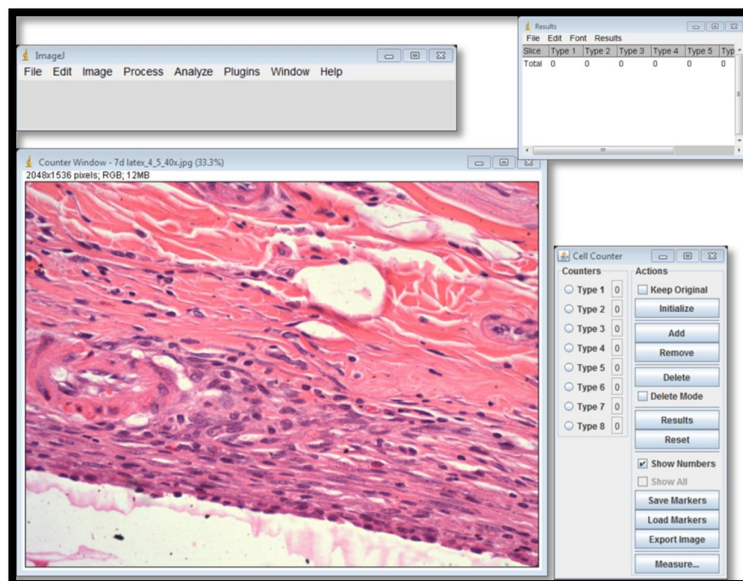 ImageJ
File Edit Image Process Analyze Plugins Window Help
Results
File Edit Font Results
Slice Type 1 Type 2 Type 3 Type 4 Type 5 Typ
Total 0 0 0 0 0
Counter Window - 7d latex_4_5_40x.jpg (33.3%)
2048x1536 pixels; RGB; 12MB
Cell Counter
Counters
Type 1 0
Type 2 0
Type 3 0
Type 4 0
Type 5 0
Type 6 0
Type 7 0
Type 8 0
Actions
Keep Original
Initialize
Add
Remove
Delete
Delete Mode
Results
Reset
Show Numbers
Show All
Save Markers
Load Markers
Export Image
Measure...